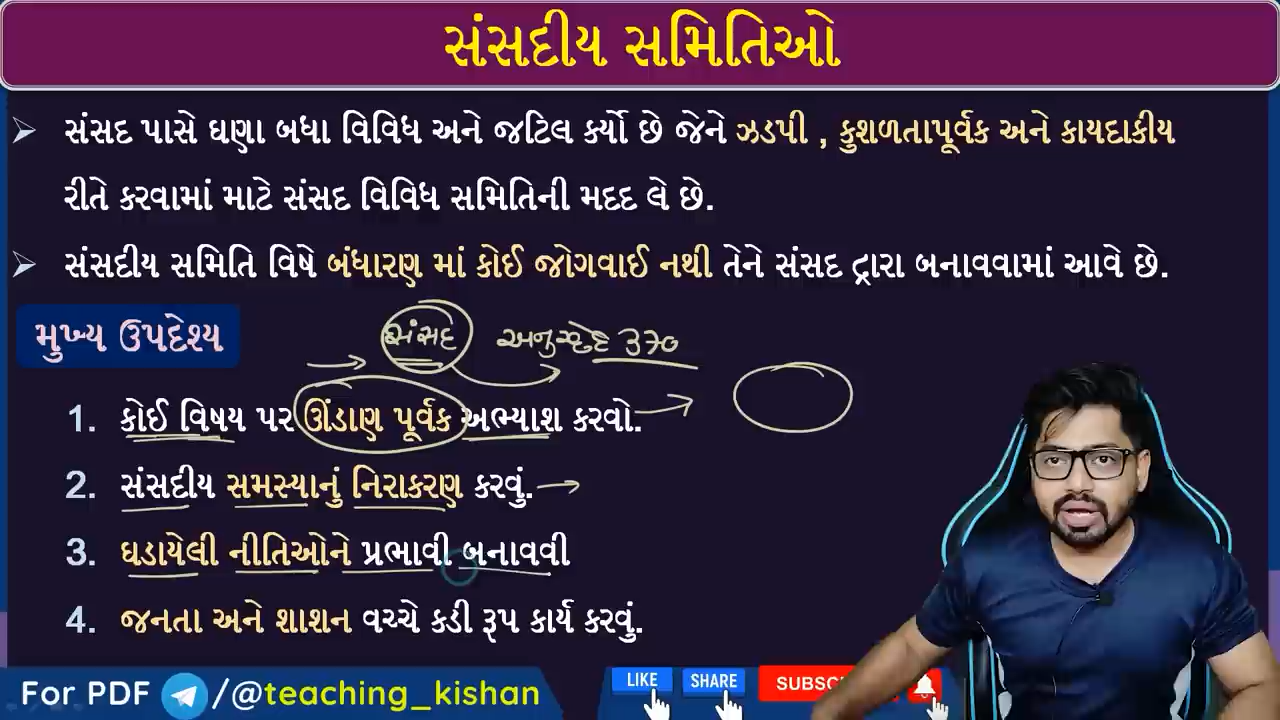 સંસદીય સમિતિઓ
➢ સંસદ પાસે ઘણા બધા વિવિધ અને જટિલ કર્યો છે જેને ઝડપી , કુશળતાપૂર્વક અને કાયદાકીય
રીતે કરવામાં માટે સંસદ વિવિધ સમિતિની મદદ લે છે.
➢ સંસદીય સમિતિ વિષે બંધારણ માં કોઈ જોગવાઈ નથી તેને સંસદ દ્રારા બનાવવામાં આવે છે.
મુખ્ય ઉપદેશ્ય
સંસદ અનુચ્છેદ ૩૭૦
1. કોઈ વિષય પર ઊંડાણ પૂર્વક અભ્યાશ કરવો.
2. સંસદીય સમસ્યાનું નિરાકરણ કરવું.
3. ઘડાયેલી નીતિઓને પ્રભાવી બનાવવી
4. જનતા અને શાશન વચ્ચે કડી રૂપ કાર્ય કરવું.
For PDF /@teaching_kishan LIKE SHARE